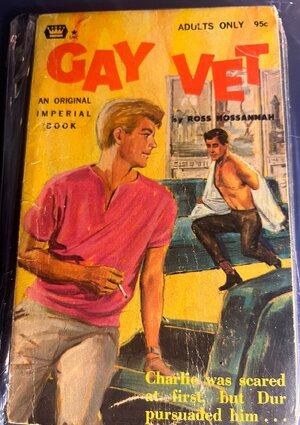 ADULTS ONLY 95c
GAY VET
AN ORIGINAL
IMPERIAL
BOOK
by ROSS HOSSANNAH
Charlie was scared
at first, but Dur
pursuaded him . . .